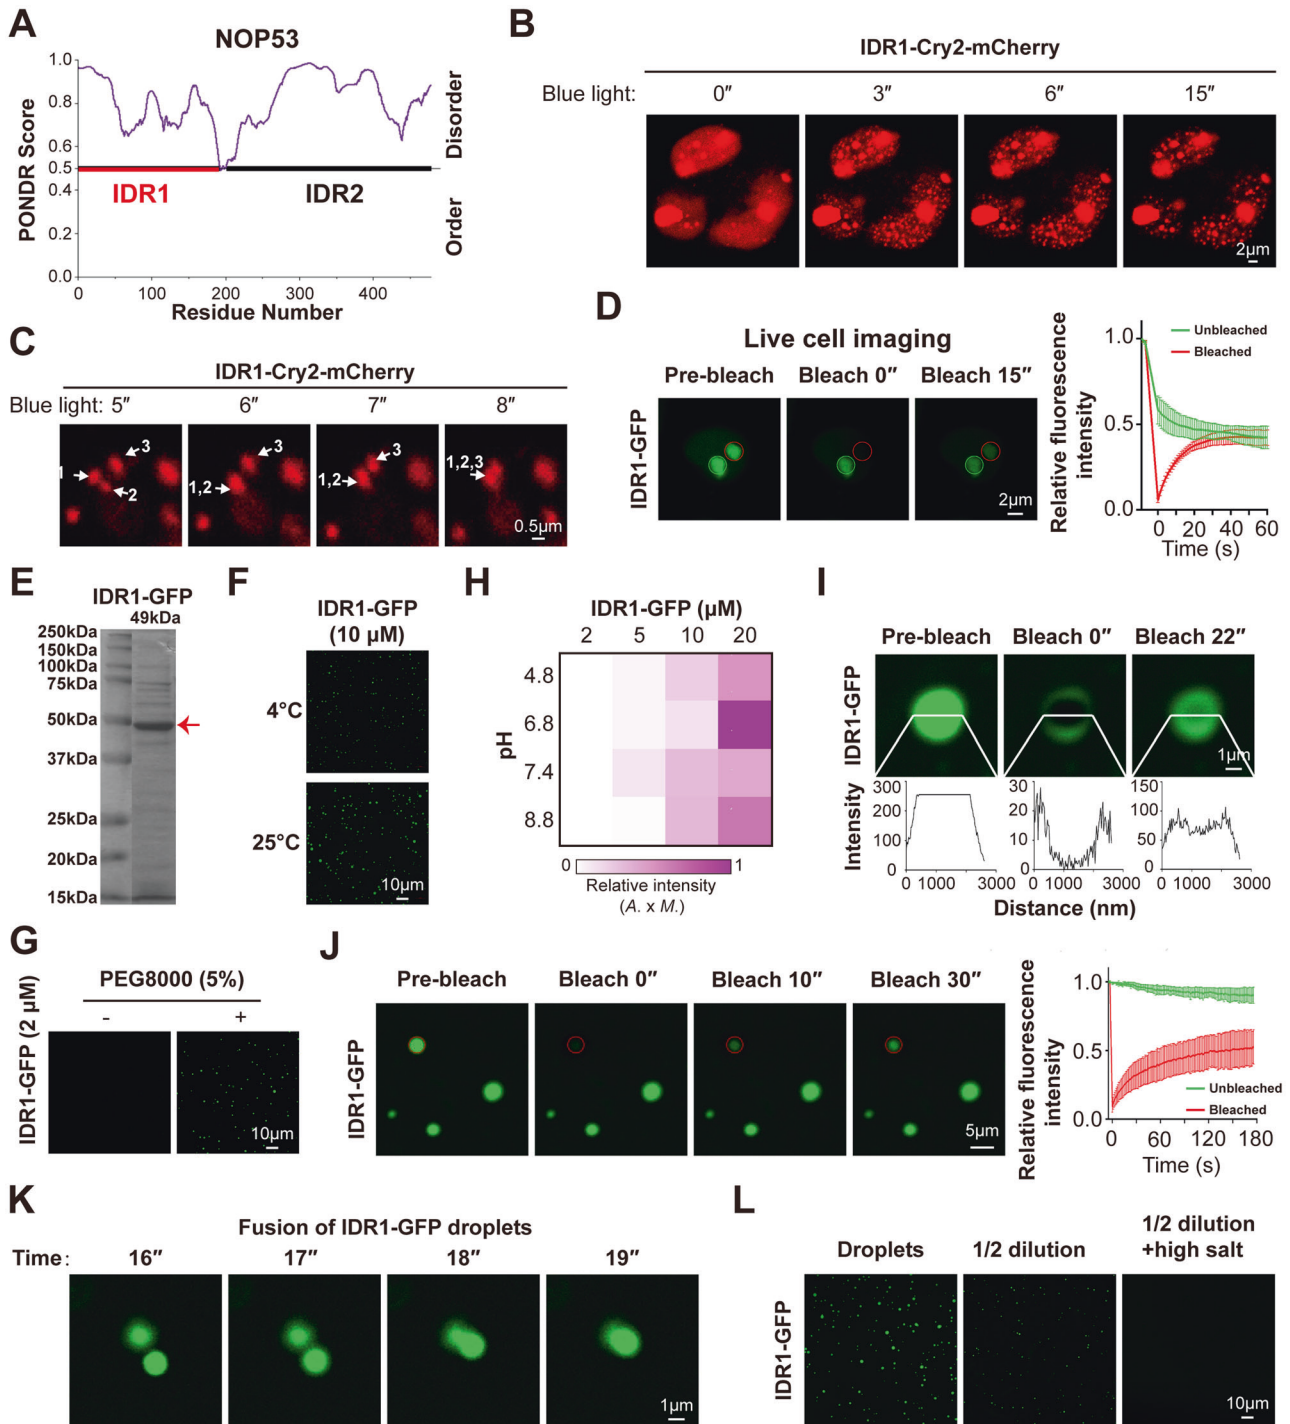 A
NOP53
PONDR Score
1.0
0.8
0.6
0.5
0.4
0.2
0.0
IDR1
IDR2
Disorder
Order
0
100
200
300
400
Residue Number
B
IDR1-Cry2-mCherry
Blue light: 0″ 3″ 6″ 15″
2μm
C
IDR1-Cry2-mCherry
Blue light: 5″ 6″ 7″ 8″
1
2
3
1,2
3
1,2
3
1,2,3
0.5μm
D
Live cell imaging
Pre-bleach Bleach 0″ Bleach 15″
IDR1-GFP
2μm
Relative fluorescence
intensity
1.0
0.5
0.0
Unbleached
Bleached
0 20 40 60
Time (s)
E
IDR1-GFP
49kDa
250kDa
150kDa
100kDa
75kDa
50kDa
37kDa
25kDa
20kDa
15kDa
F
IDR1-GFP
(10 μM)
4°C
25°C
10μm
H
IDR1-GFP (μM)
2 5 10 20
pH
4.8
6.8
7.4
8.8
0 1
Relative intensity
(A. x M.)
I
Pre-bleach Bleach 0″ Bleach 22″
IDR1-GFP
1μm
Intensity
300
200
100
0
0 1000 3000
30
20
10
0
0 1000 3000
150
100
50
0
0 1000 3000
Distance (nm)
G
PEG8000 (5%)
- +
IDR1-GFP (2 μM)
10μm
J
Pre-bleach Bleach 0″ Bleach 10″ Bleach 30″
IDR1-GFP
5μm
Relative fluorescence
intensity
1.0
0.5
0.0
Unbleached
Bleached
0 60 120 180
Time (s)
K
Fusion of IDR1-GFP droplets
Time: 16″ 17″ 18″ 19″
1μm
L
Droplets 1/2 dilution 1/2 dilution
+high salt
IDR1-GFP
10μm